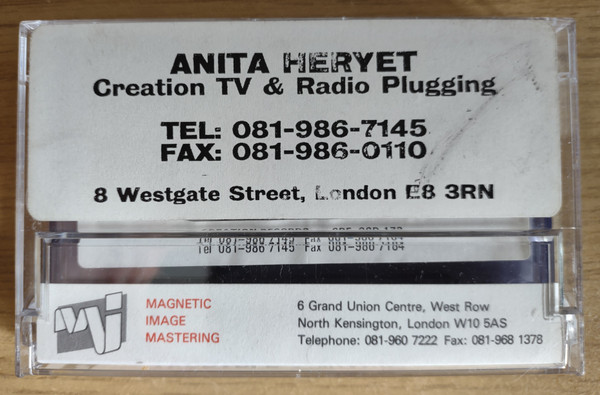 ANITA HERYET
Creation TV & Radio Plugging
TEL: 081-986-7145
FAX: 081-986-0110
8 Westgate Street, London E8 3RN
CREATION RECORDS
Tel 081-986 7145 Fax 081-986 7184
MAGNETIC
IMAGE
MASTERING
6 Grand Union Centre, West Row
North Kensington, London W10 5AS
Telephone: 081-960 7222 Fax: 081-968 1378